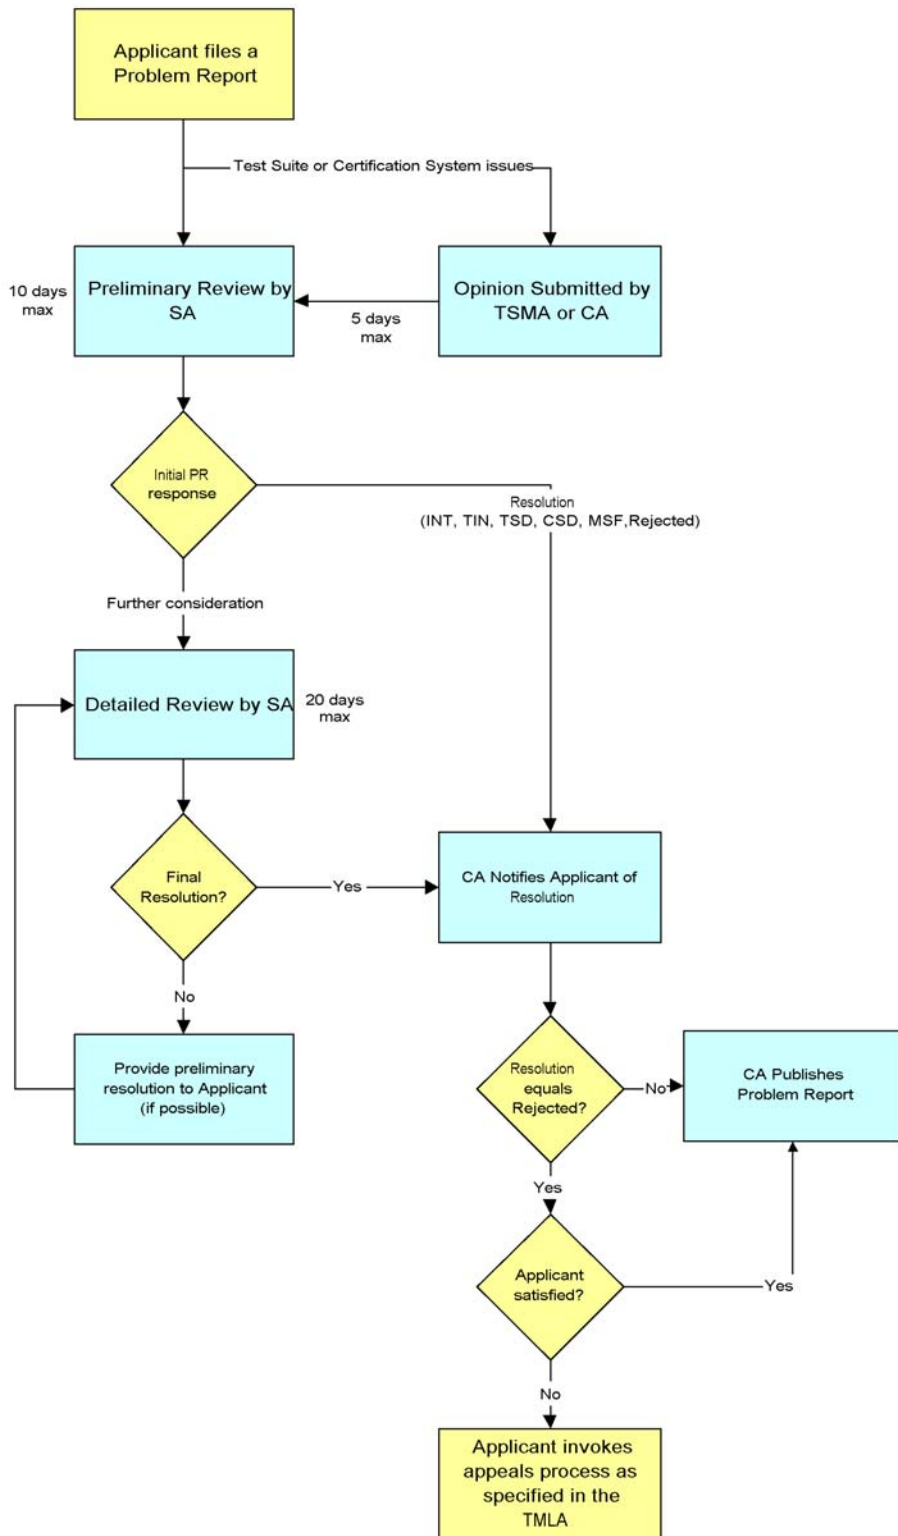 Applicant files a
Problem Report
Test Suite or Certification System issues
10 days
max
Preliminary Review by
SA
5 days
max
Opinion Submitted by
TSMA or CA
Initial PR
response
Resolution
(INT, TIN, TSD, CSD, MSF,Rejected)
Further consideration
Detailed Review by SA
20 days
max
Final
Resolution?
Yes
CA Notifies Applicant of
Resolution
No
Provide preliminary
resolution to Applicant
(if possible)
Resolution
equals
Rejected?
No
CA Publishes
Problem Report
Yes
Applicant
satisfied?
Yes
No
Applicant invokes
appeals process as
specified in the
TMLA